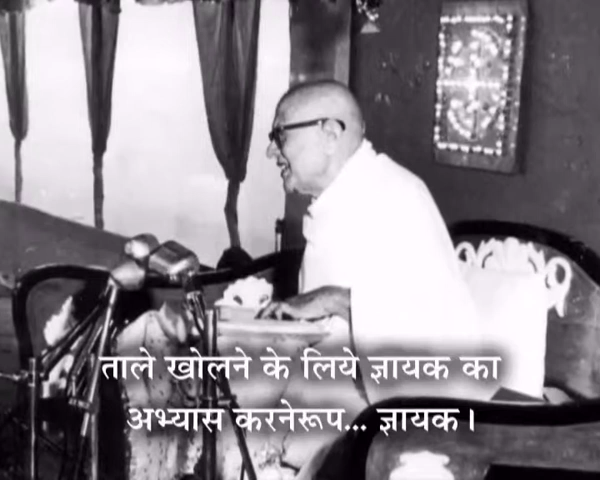 ताले खोलने के लिये ज्ञायक का
अभ्यास करनेरूप... ज्ञायक।